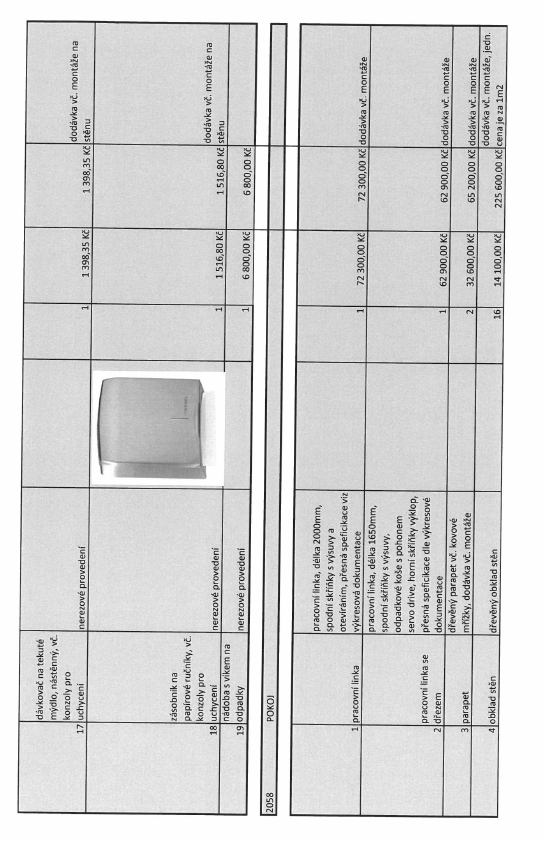 dávkovač na tekuté
mýdlo, nástěnný, vč.
konzoly pro
17 uchycení
nerezové provedení
1
1 398,35 Kč
1 398,35 Kč
dodávka vč. montáže na
stěnu
zásobník na
papírové ručníky, vč.
konzoly pro
18 uchycení
nerezové provedení
1
1 516,80 Kč
1 516,80 Kč
dodávka vč. montáže na
stěnu
nádoba s víkem na
19 odpadky
nerezové provedení
1
6 800,00 Kč
6 800,00 Kč
2058 POKOJ
1 pracovní linka
pracovní linka, délka 2000mm,
spodní skříňky s výsuvy a
otevíráním, přesná speficikace viz
výkresová dokumentace
1
72 300,00 Kč
72 300,00 Kč
dodávka vč. montáže
pracovní linka se
2 dřezem
pracovní linka, délka 1650mm,
spodní skříňky s výsuvy,
odpadkové koše s pohonem
servo drive, horní skříňky výklop,
přesná speficikace dle výkresové
dokumentace
1
62 900,00 Kč
62 900,00 Kč
dodávka vč. montáže
3 parapet
dřevěný parapet vč. kovové
mřížky, dodávka vč. montáže
2
32 600,00 Kč
65 200,00 Kč
dodávka vč. montáže
4 obklad stěn
dřevěný obklad stěn
16
14 100,00 Kč
225 600,00 Kč
dodávka vč. montáže, jedn.
cena je za 1m2